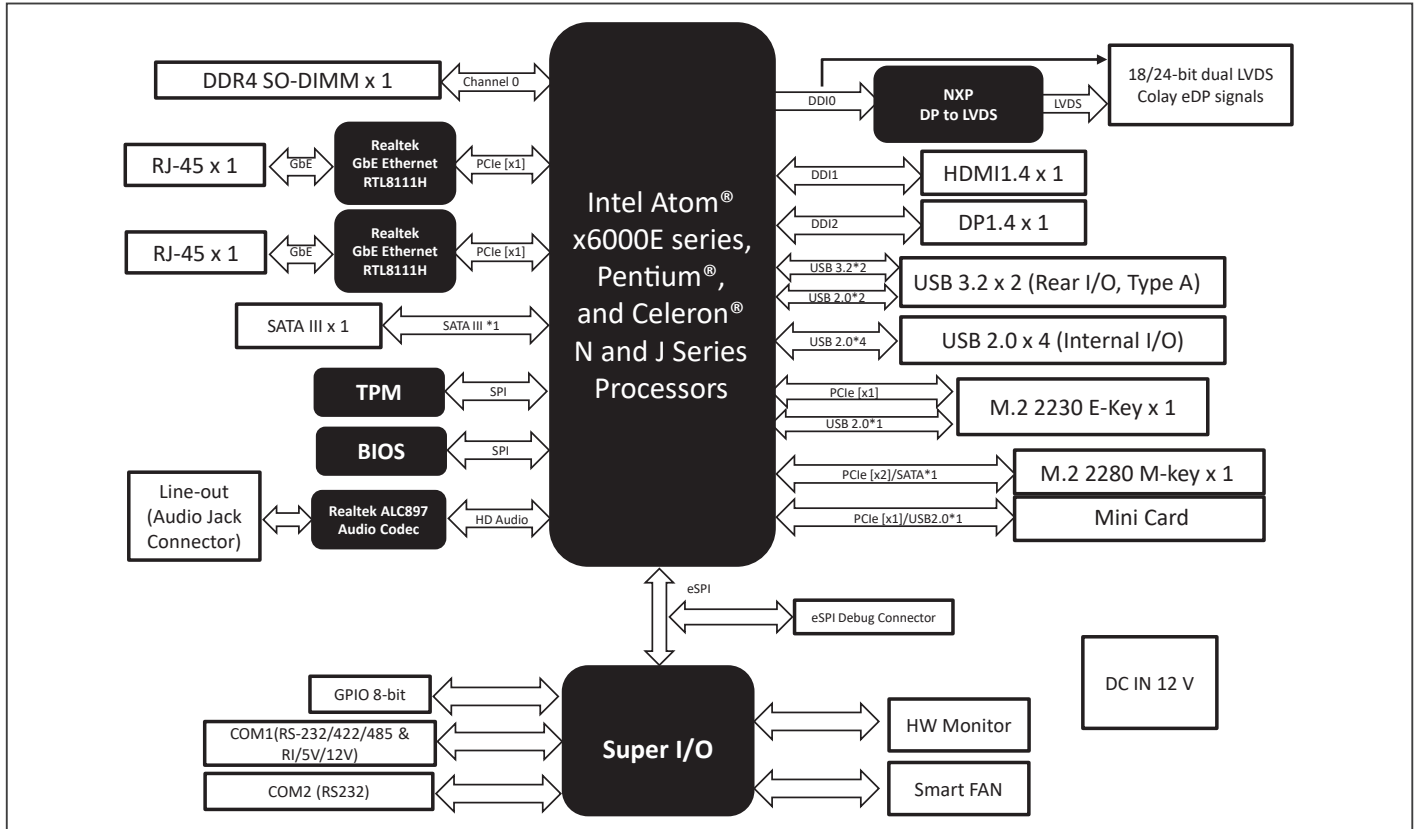 DDR4 SO-DIMM x 1
Channel 0
RJ-45 x 1
GbE
Realtek
GbE Ethernet
RTL8111H
PCIe [x1]
RJ-45 x 1
GbE
Realtek
GbE Ethernet
RTL8111H
PCIe [x1]
SATA III x 1
SATA III *1
TPM
SPI
BIOS
SPI
Line-out
(Audio Jack
Connector)
Realtek ALC897
Audio Codec
HD Audio
Intel Atom®
x6000E series,
Pentium®,
and Celeron®
N and J Series
Processors
DDI0
NXP
DP to LVDS
LVDS
18/24-bit dual LVDS
Colay eDP signals
DDI1
HDMI1.4 x 1
DDI2
DP1.4 x 1
USB 3.2*2
USB 2.0*2
USB 3.2 x 2 (Rear I/O, Type A)
USB 2.0*4
USB 2.0 x 4 (Internal I/O)
PCIe [x1]
USB 2.0*1
M.2 2230 E-Key x 1
PCIe [x2]/SATA*1
M.2 2280 M-key x 1
PCIe [x1]/USB2.0*1
Mini Card
eSPI
eSPI Debug Connector
GPIO 8-bit
COM1(RS-232/422/485 &
RI/5V/12V)
COM2 (RS232)
Super I/O
HW Monitor
Smart FAN
DC IN 12 V